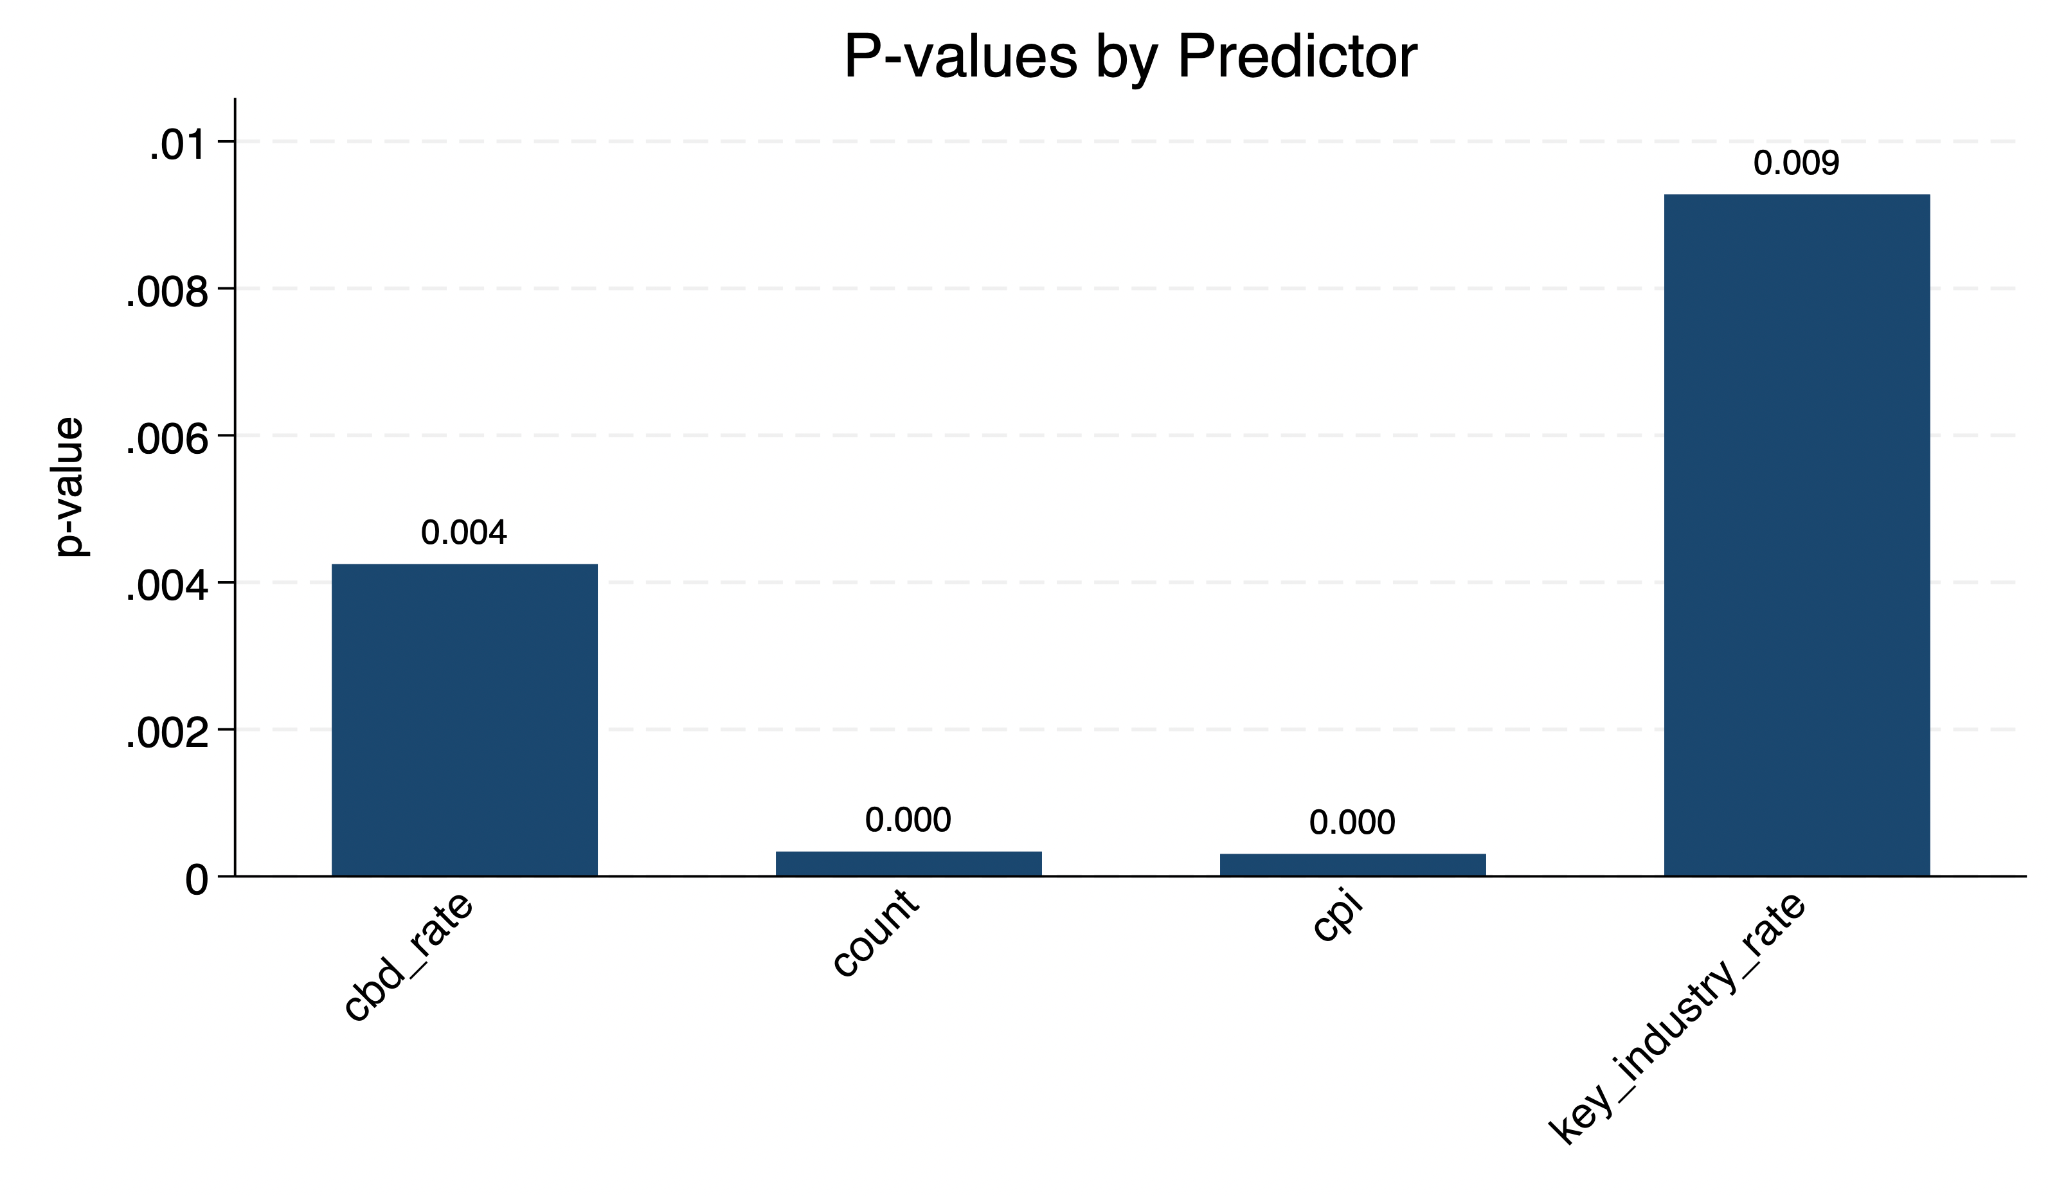 P-values by Predictor
p-value
.01
.008
.006
.004
.002
0
0.004
0.000
0.000
0.009
cbd_rate
count
cpi
key_industry_rate